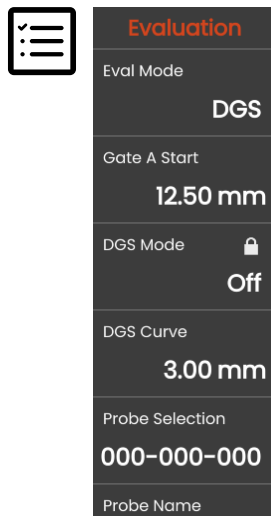 Evaluation
Eval Mode
DGS
Gate A Start
12.50 mm
DGS Mode
Off
DGS Curve
3.00 mm
Probe Selection
000-000-000
Probe Name